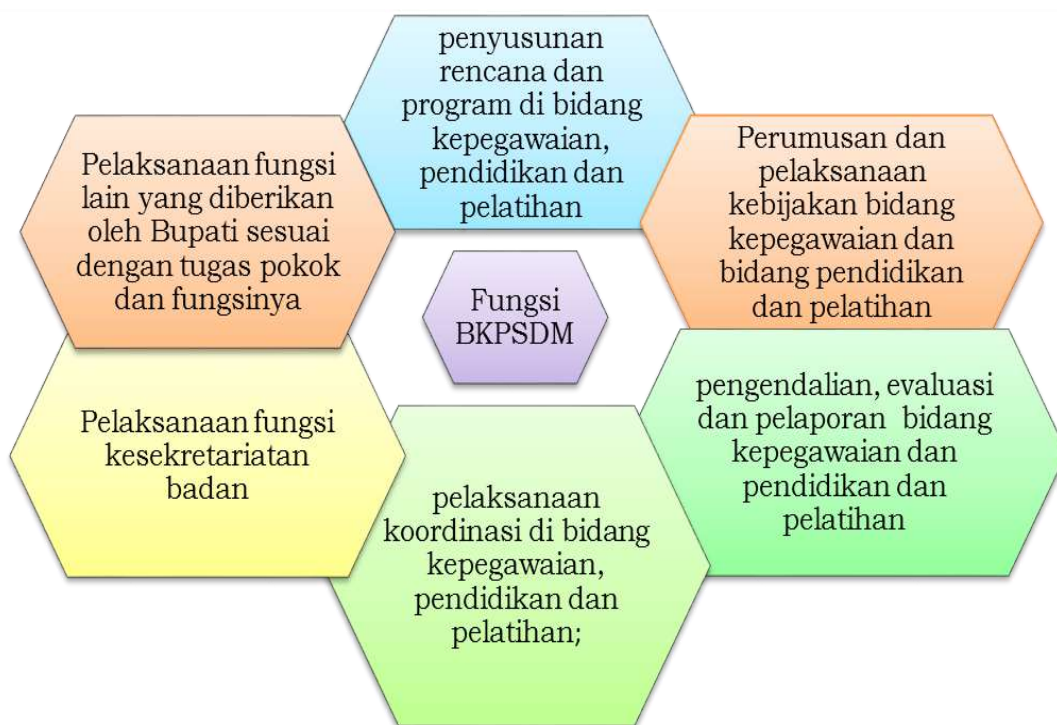 penyusunan
rencana dan
program di bidang
kepegawaian,
pendidikan dan
pelatihan
Perumusan dan
pelaksanaan
kebijakan bidang
kepegawaian dan
bidang pendidikan
dan pelatihan
pengendalian, evaluasi
dan pelaporan  bidang
kepegawaian dan
pendidikan dan
pelatihan
pelaksanaan
koordinasi di bidang
kepegawaian,
pendidikan dan
pelatihan;
Pelaksanaan fungsi
kesekretariatan
badan
Pelaksanaan fungsi
lain yang diberikan
oleh Bupati sesuai
dengan tugas pokok
dan fungsinya
Fungsi
BKPSDM